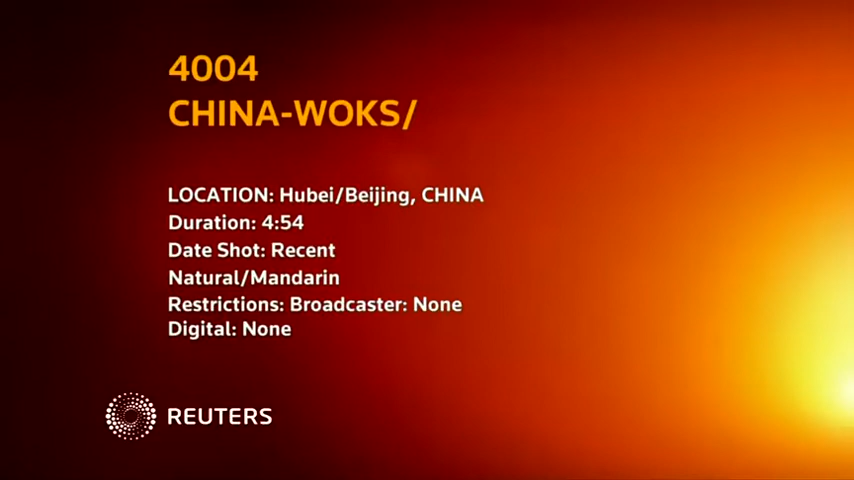 4004
CHINA-WOKS/
LOCATION: Hubei/Beijing, CHINA
Duration: 4:54
Date Shot: Recent
Natural/Mandarin
Restrictions: Broadcaster: None
Digital: None
REUTERS